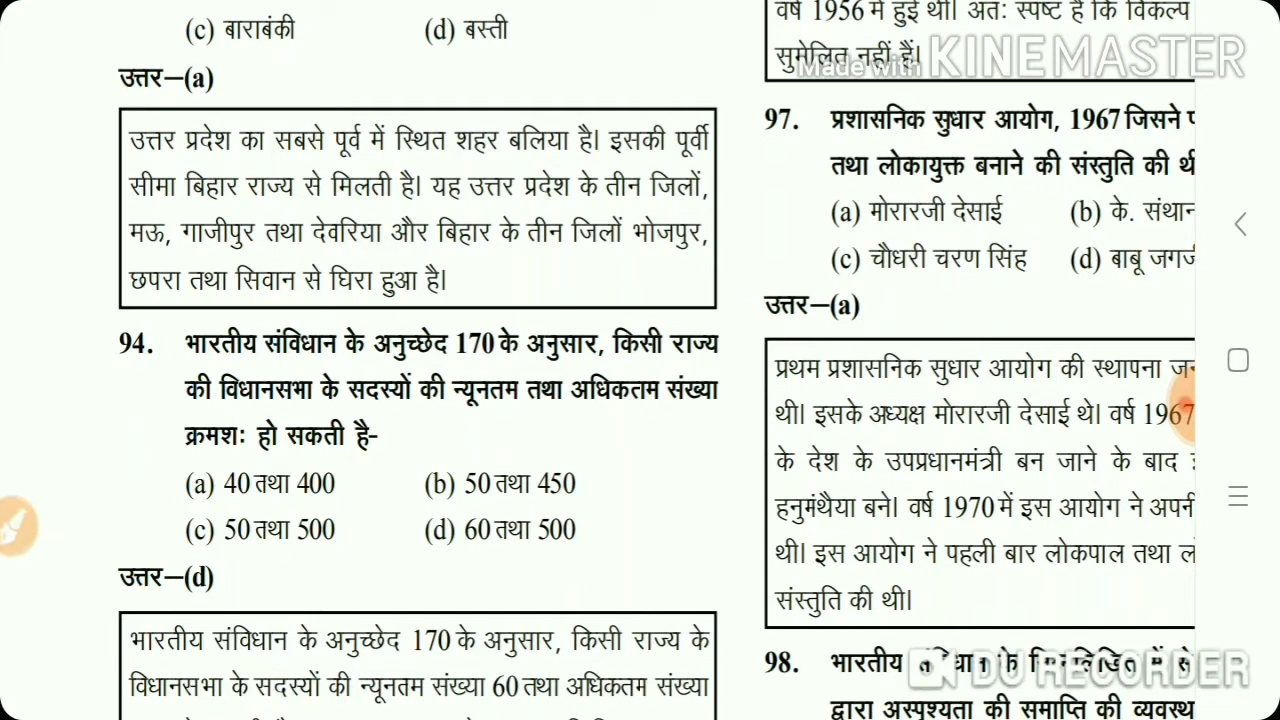 (c) बाराबंकी (d) बस्ती
उत्तर–(a)
उत्तर प्रदेश का सबसे पूर्व में स्थित शहर बलिया है। इसकी पूर्वी
सीमा बिहार राज्य से मिलती है। यह उत्तर प्रदेश के तीन जिलों,
मऊ, गाजीपुर तथा देवरिया और बिहार के तीन जिलों भोजपुर,
छपरा तथा सिवान से घिरा हुआ है।
94. भारतीय संविधान के अनुच्छेद 170 के अनुसार, किसी राज्य
की विधानसभा के सदस्यों की न्यूनतम तथा अधिकतम संख्या
क्रमशः हो सकती है-
(a) 40 तथा 400 (b) 50 तथा 450
(c) 50 तथा 500 (d) 60 तथा 500
उत्तर–(d)
भारतीय संविधान के अनुच्छेद 170 के अनुसार, किसी राज्य के
विधानसभा के सदस्यों की न्यूनतम संख्या 60 तथा अधिकतम संख्या
वर्ष 1956 में हुई थी। अतः स्पष्ट है कि विकल्प
सुमेलित नहीं हैं।
Made with KINEMASTER
97. प्रशासनिक सुधार आयोग, 1967 जिसने
तथा लोकायुक्त बनाने की संस्तुति की थी
(a) मोरारजी देसाई (b) के. संथान
(c) चौधरी चरण सिंह (d) बाबू
उत्तर–(a)
प्रथम प्रशासनिक सुधार आयोग की स्थापना
थी। इसके अध्यक्ष मोरारजी देसाई थे। वर्ष 1967
के देश के उपप्रधानमंत्री बन जाने के बाद
हनुमंथैया बने। वर्ष 1970 में इस आयोग ने अपनी
थी। इस आयोग ने पहली बार लोकपाल तथा
संस्तुति की थी।
98. भारतीय संविधान के निम्नलिखित में से
द्वारा अस्पृश्यता की समाप्ति की
DU RECORDER